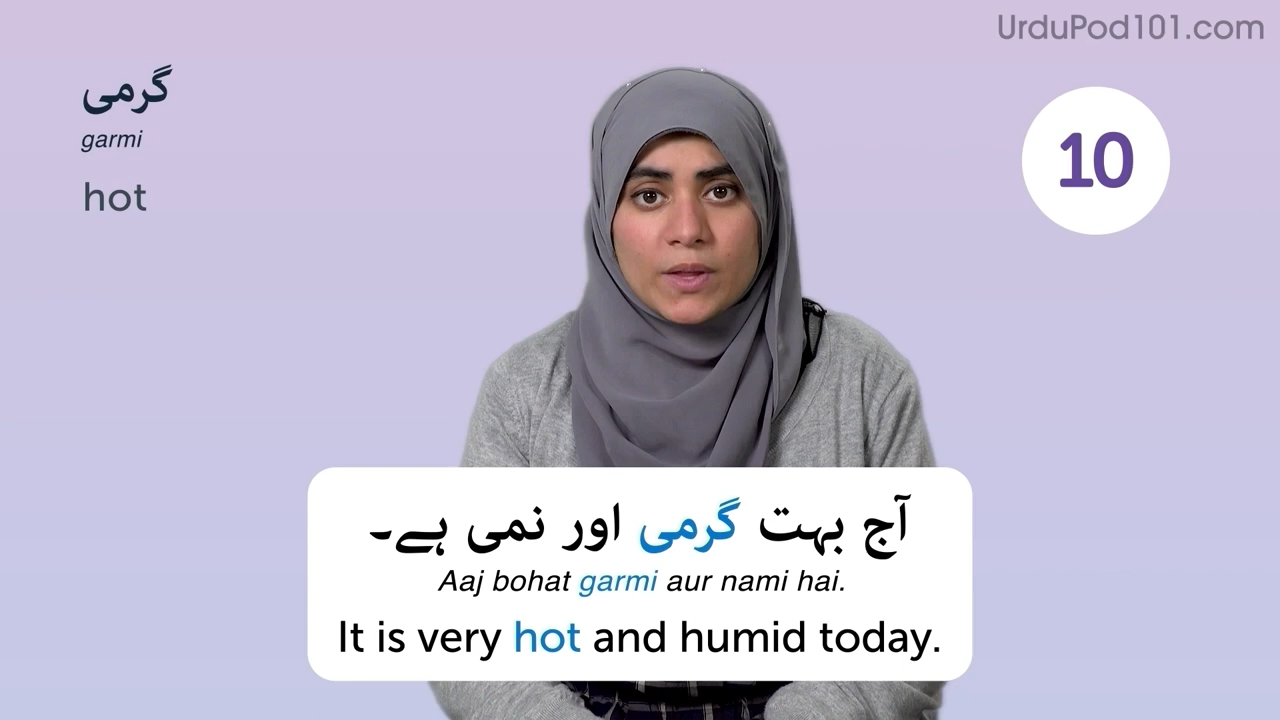 UrduPod101.com
گرمی
garmi
hot
10
آج بہت گرمی اور نمی ہے۔
Aaj bohat garmi aur nami hai.
It is very hot and humid today.